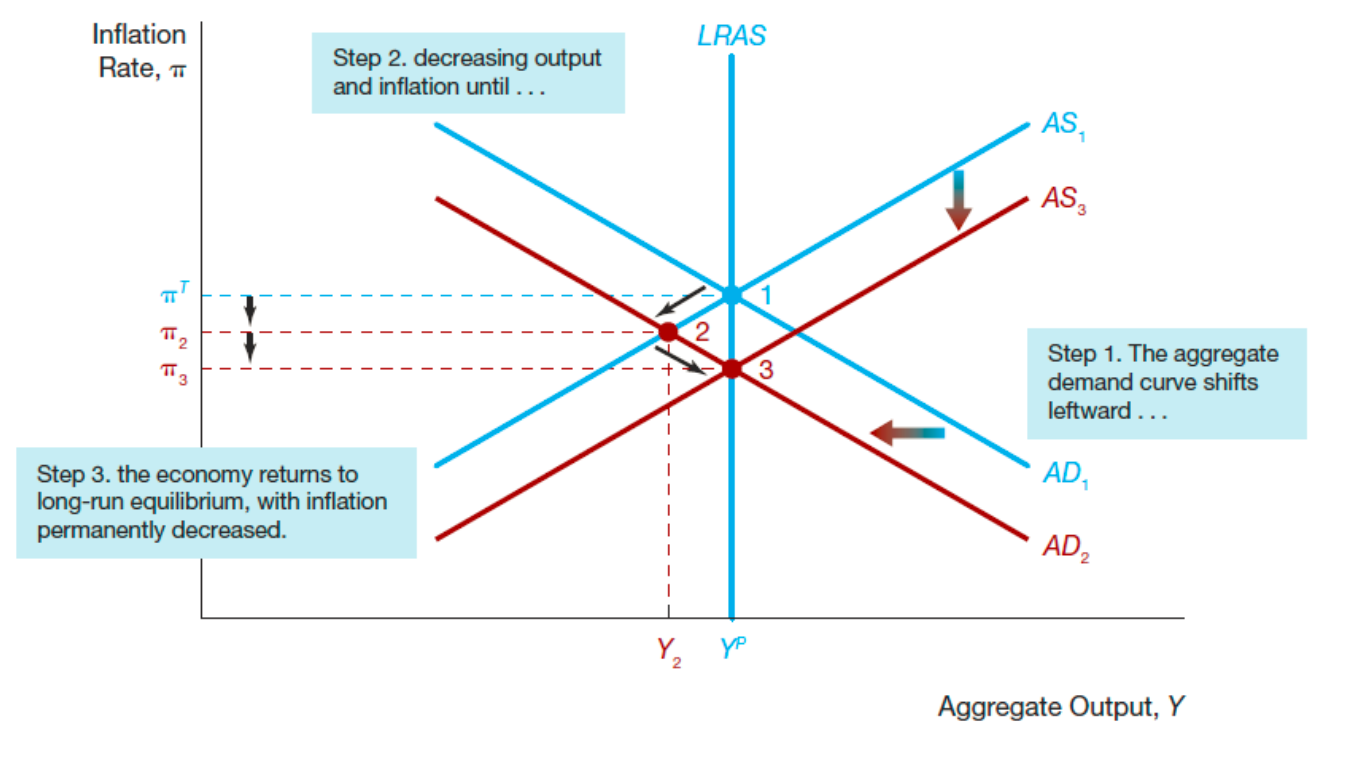 Inflation
Rate, π
Step 2. decreasing output
and inflation until . . .
LRAS
AS₁
AS₃
πᵀ
1
π₂
2
π₃
3
Step 1. The aggregate
demand curve shifts
leftward . . .
Step 3. the economy returns to
long-run equilibrium, with inflation
permanently decreased.
AD₁
AD₂
Y₂
Yᴾ
Aggregate Output, Y